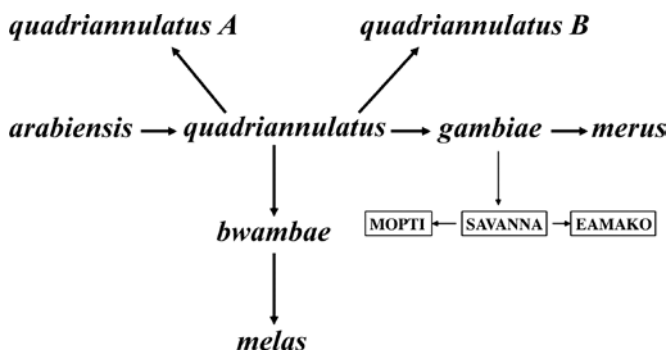 quadriannulatus A quadriannulatus B
arabiensis quadriannulatus gambiae merus
MOPTI SAVANNA EAMAKO
bwambae
melas